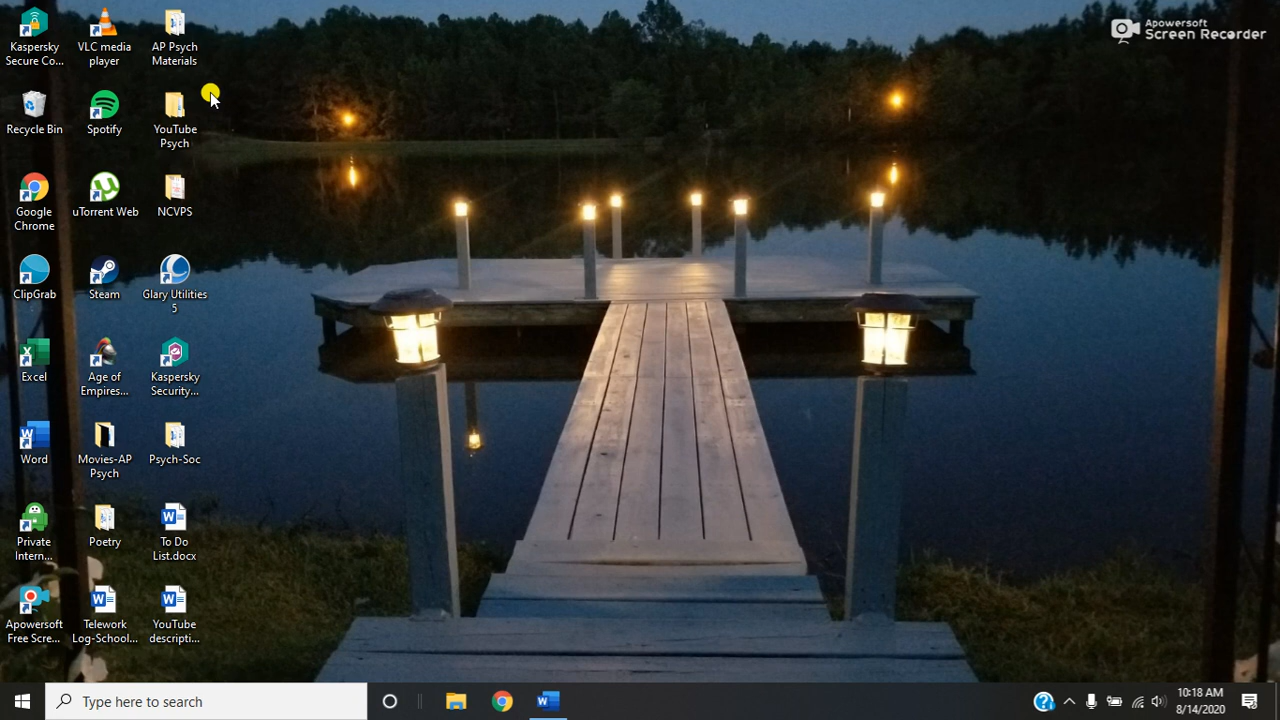 Kaspersky
Secure Co...
VLC media
player
AP Psych
Materials
Apowersoft
Screen Recorder
Recycle Bin
Spotify
YouTube
Psych
Google
Chrome
uTorrent Web
NCVPS
ClipGrab
Steam
Glary Utilities
5
Excel
Age of
Empires...
Kaspersky
Security...
Word
Movies-AP
Psych
Psych-Soc
Private
Intern...
Poetry
To Do
List.docx
Apowersoft
Free Scre...
Telework
Log-School...
YouTube
descripti...
Type here to search
10:18 AM
8/14/2020